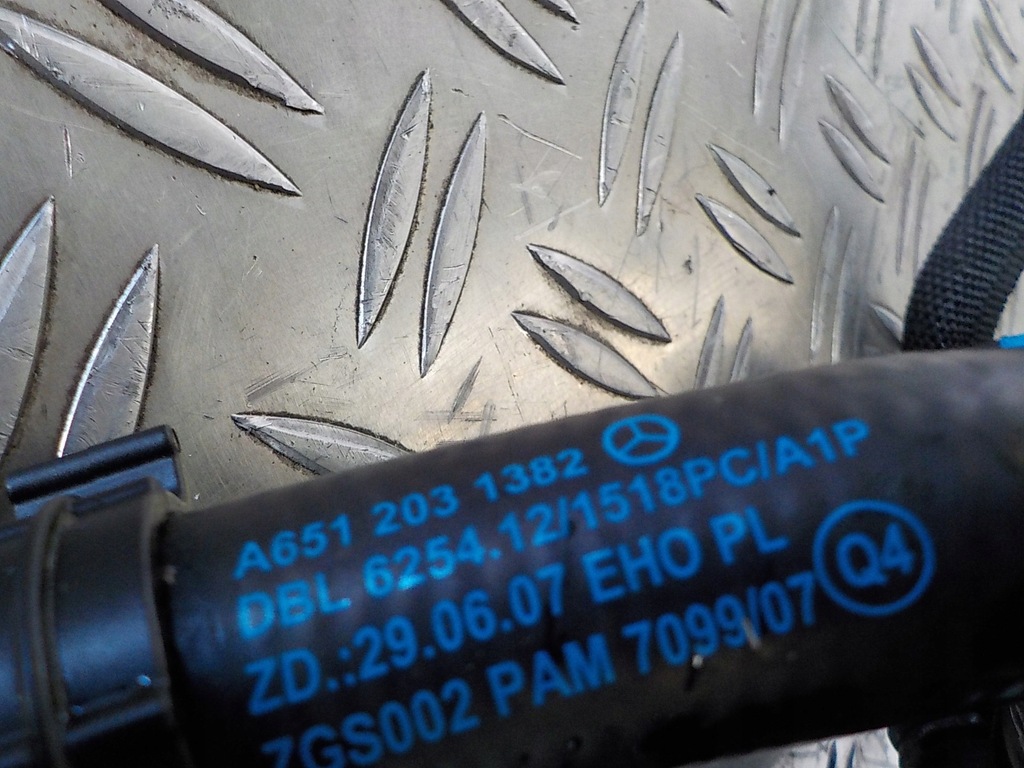 A651 203 1382
DBL 6254.12/1518PC/A1P
ZD.:29.06.07 EHO PL
Q4
ZGS002 PAM 7099/07